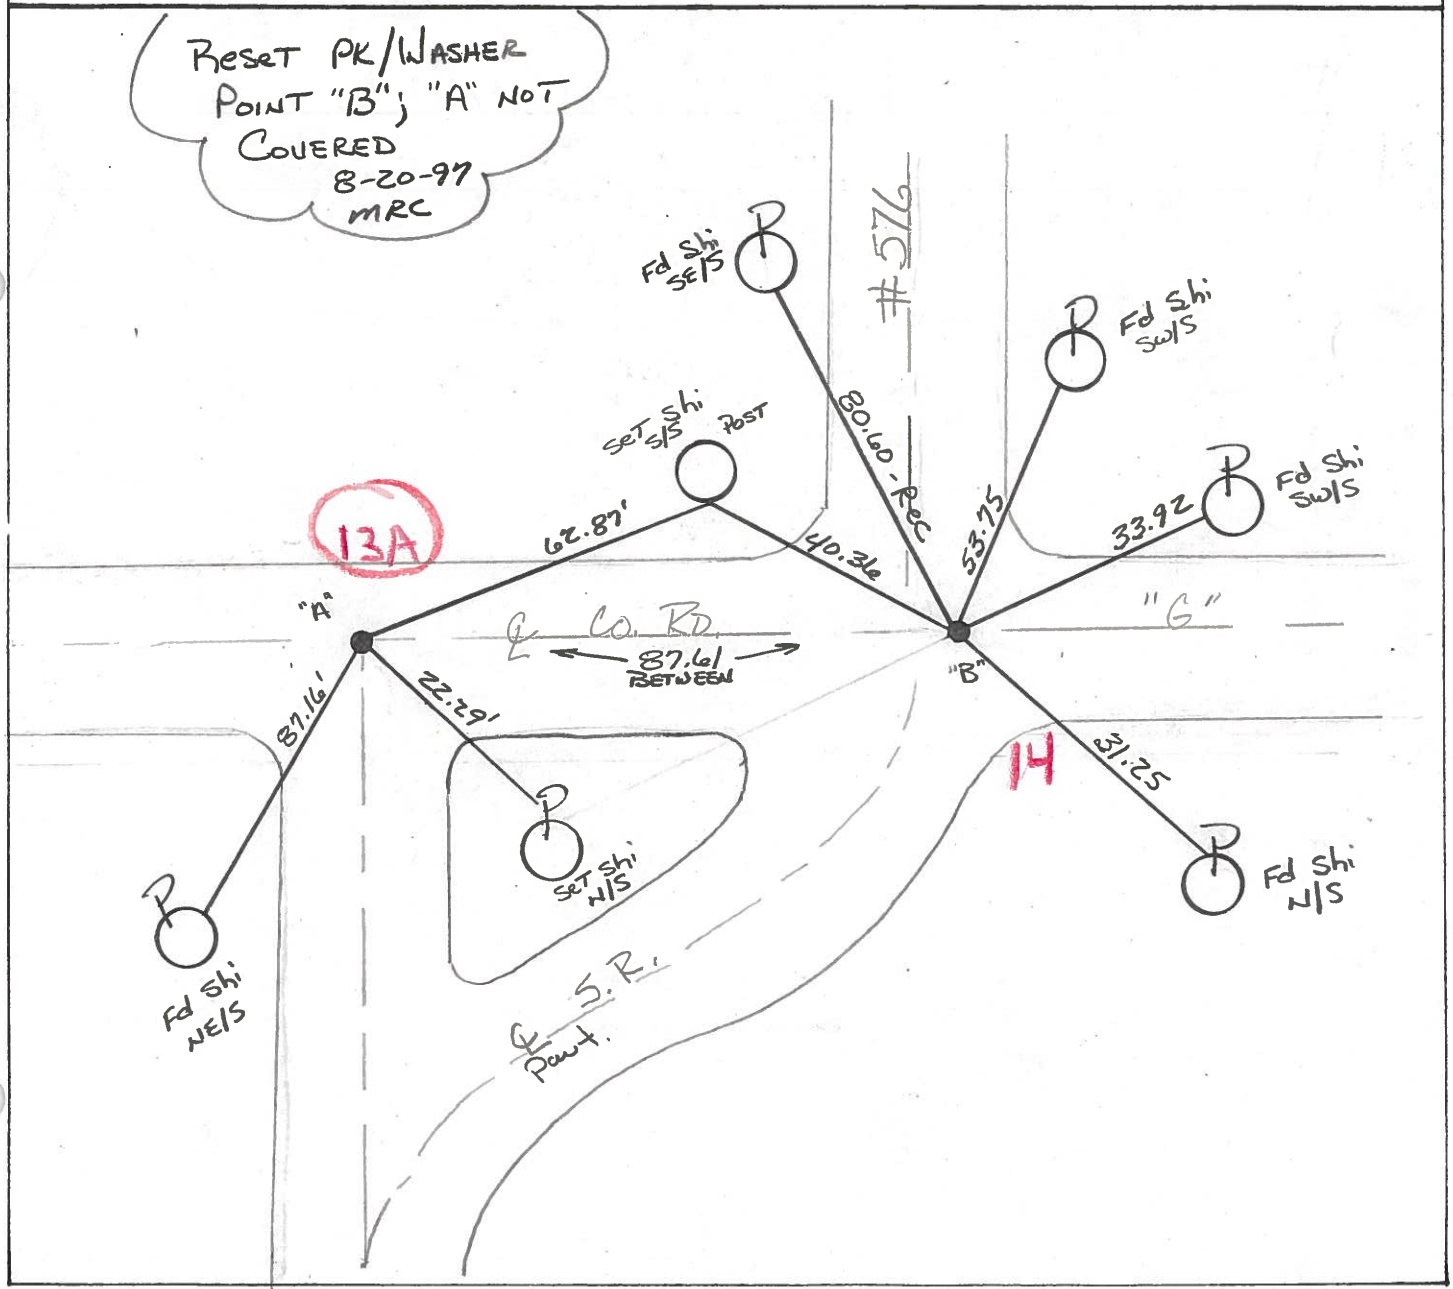 Reset PK/Washer
Point "B"; "A" not
Covered
8-20-97
MRC
#576
P
Fd Shi
SE/S
P
Fd Shi
SW/S
Set Shi
S/S
Post
80.60 - Rec
P
Fd Shi
SW/S
13A
62.87'
40.36
53.75
33.92
"A"
℄ Co. Rd.
"G"
87.61
Between
"B"
87.16'
22.29'
14
31.25
P
Set Shi
N/S
P
Fd Shi
N/S
P
Fd Shi
NE/S
℄ S.R.
Pavt.